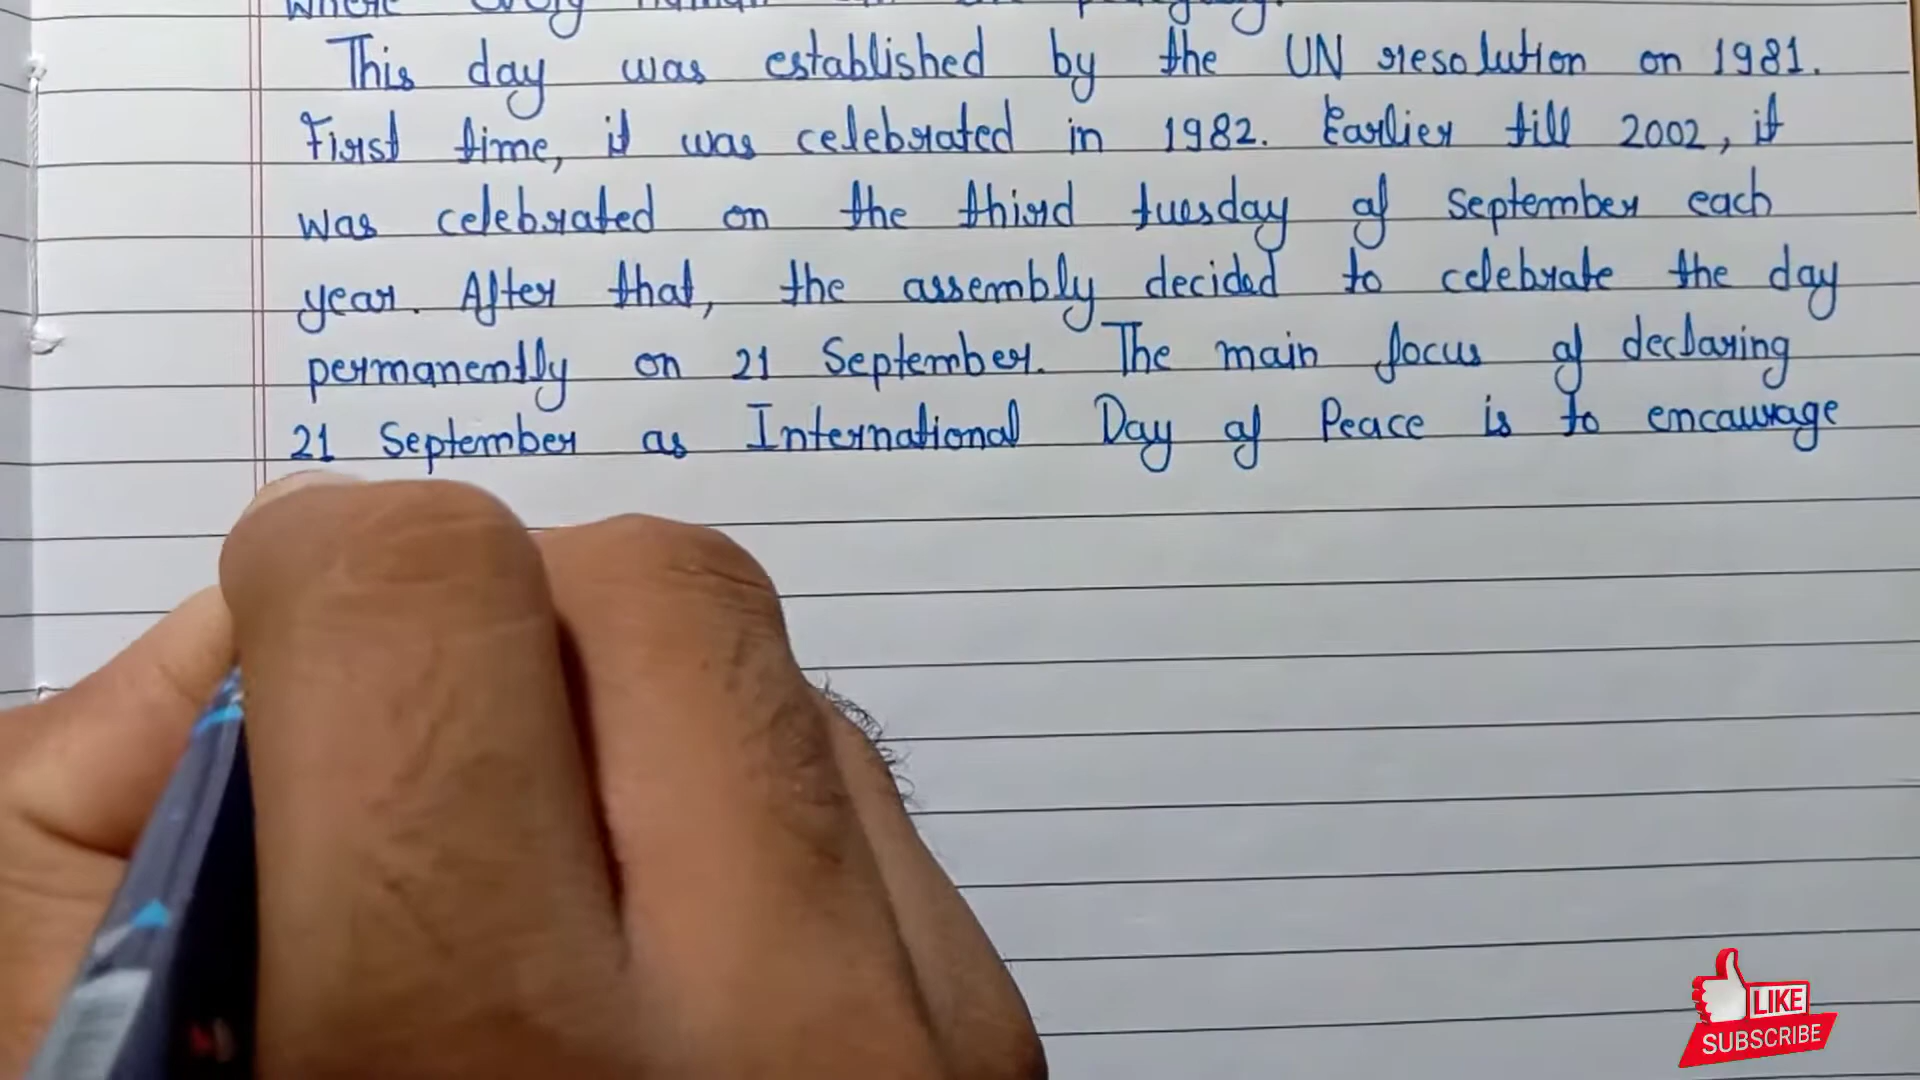 This day was established by the UN resolution on 1981.
First time, it was celebrated in 1982. Earlier till 2002, it
was celebrated on the third tuesday of september each
year. After that, the assembly decided to celebrate the day
permanently on 21 September. The main focus of declaring
21 September as International Day of Peace is to encourage
LIKE
SUBSCRIBE